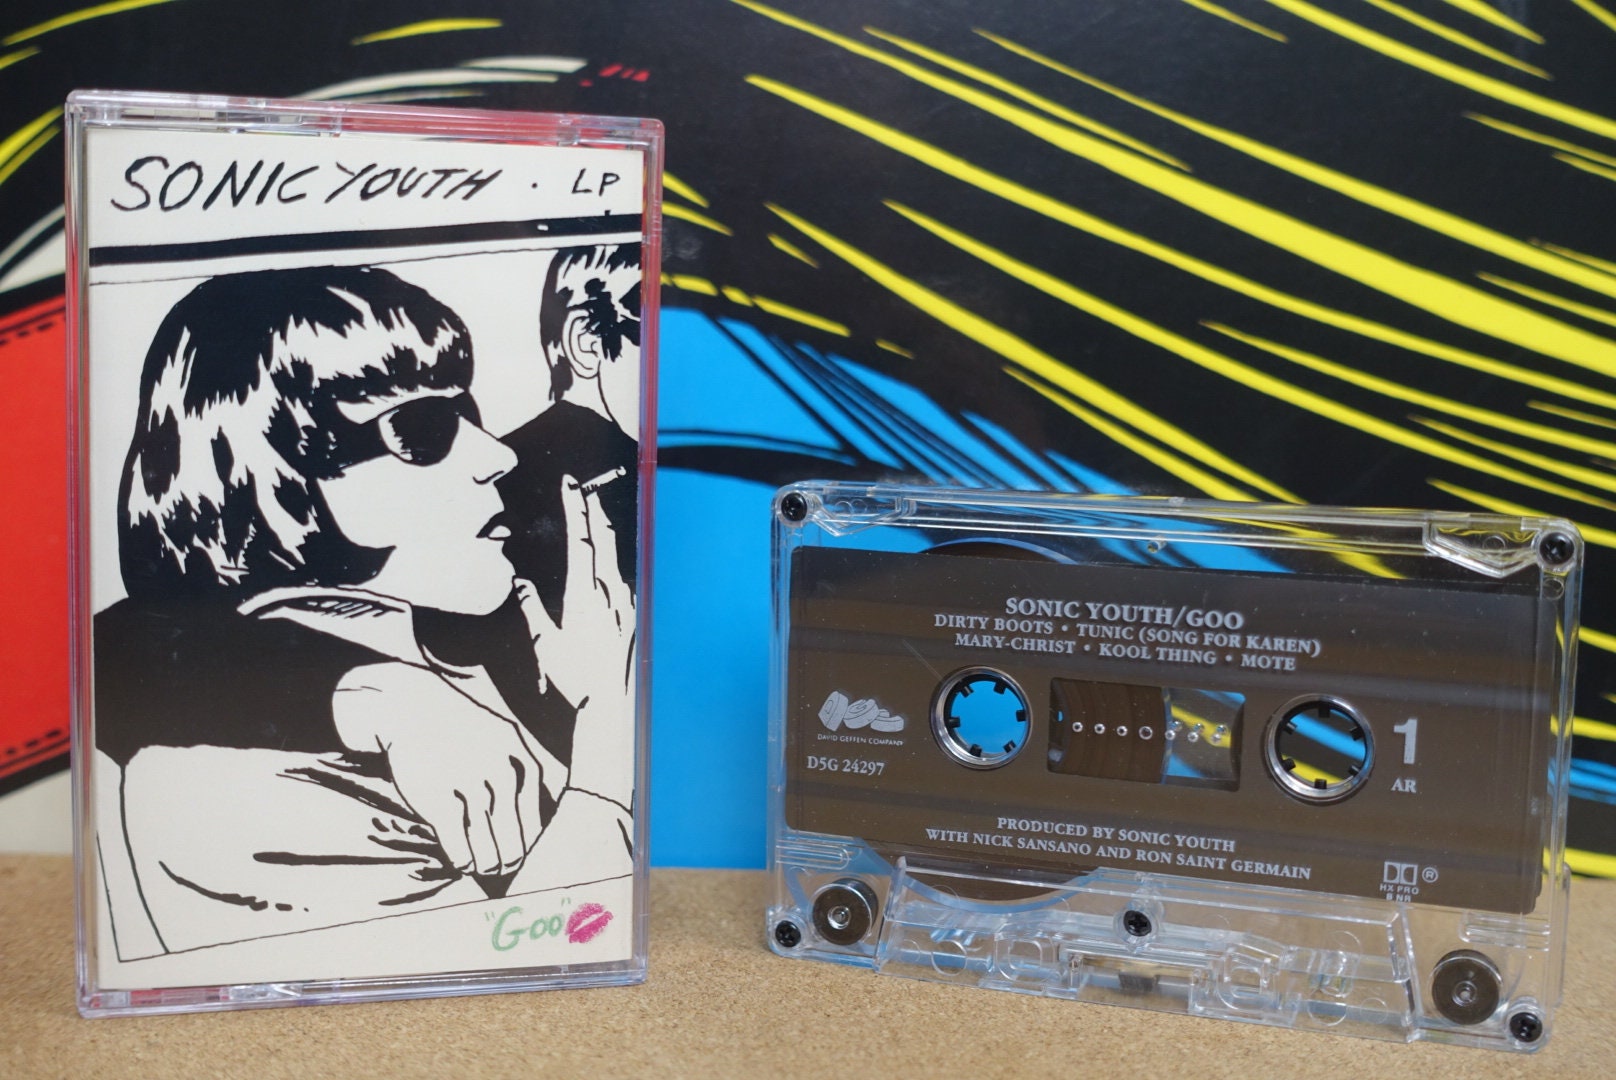 SONIC YOUTH . LP
"Goo"
SONIC YOUTH/GOO
DIRTY BOOTS • TUNIC (SONG FOR KAREN)
MARY-CHRIST • KOOL THING • MOTE
DAVID GEFFEN COMPANY
D5G 24297
1
AR
PRODUCED BY SONIC YOUTH
WITH NICK SANSANO AND RON SAINT GERMAIN
HX PRO
B NR